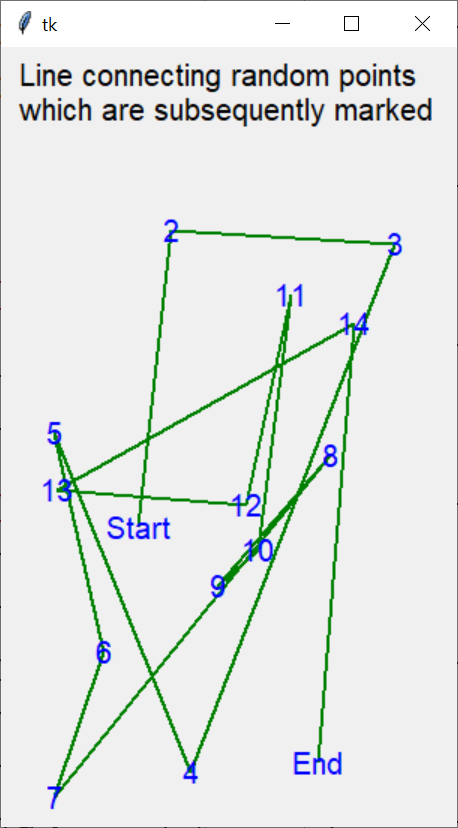 tk
Line connecting random points
which are subsequently marked
2
3
11
14
5
8
13
12
Start
10
9
6
End
4
7